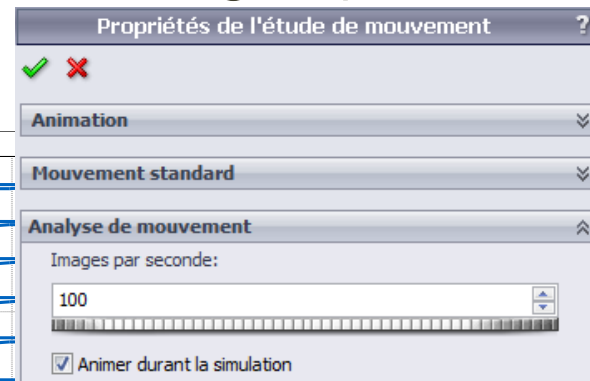 Propriétés de l'étude de mouvement ?
Animation
Mouvement standard
Analyse de mouvement
Images par seconde:
100
Animer durant la simulation